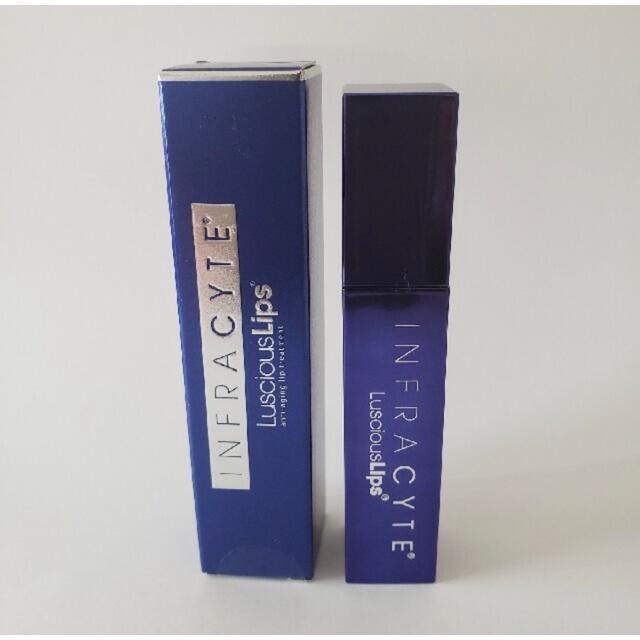 INFRACYTE®
LusciousLips®
anti-aging lip treatment
INFRACYTE®
LusciousLips®